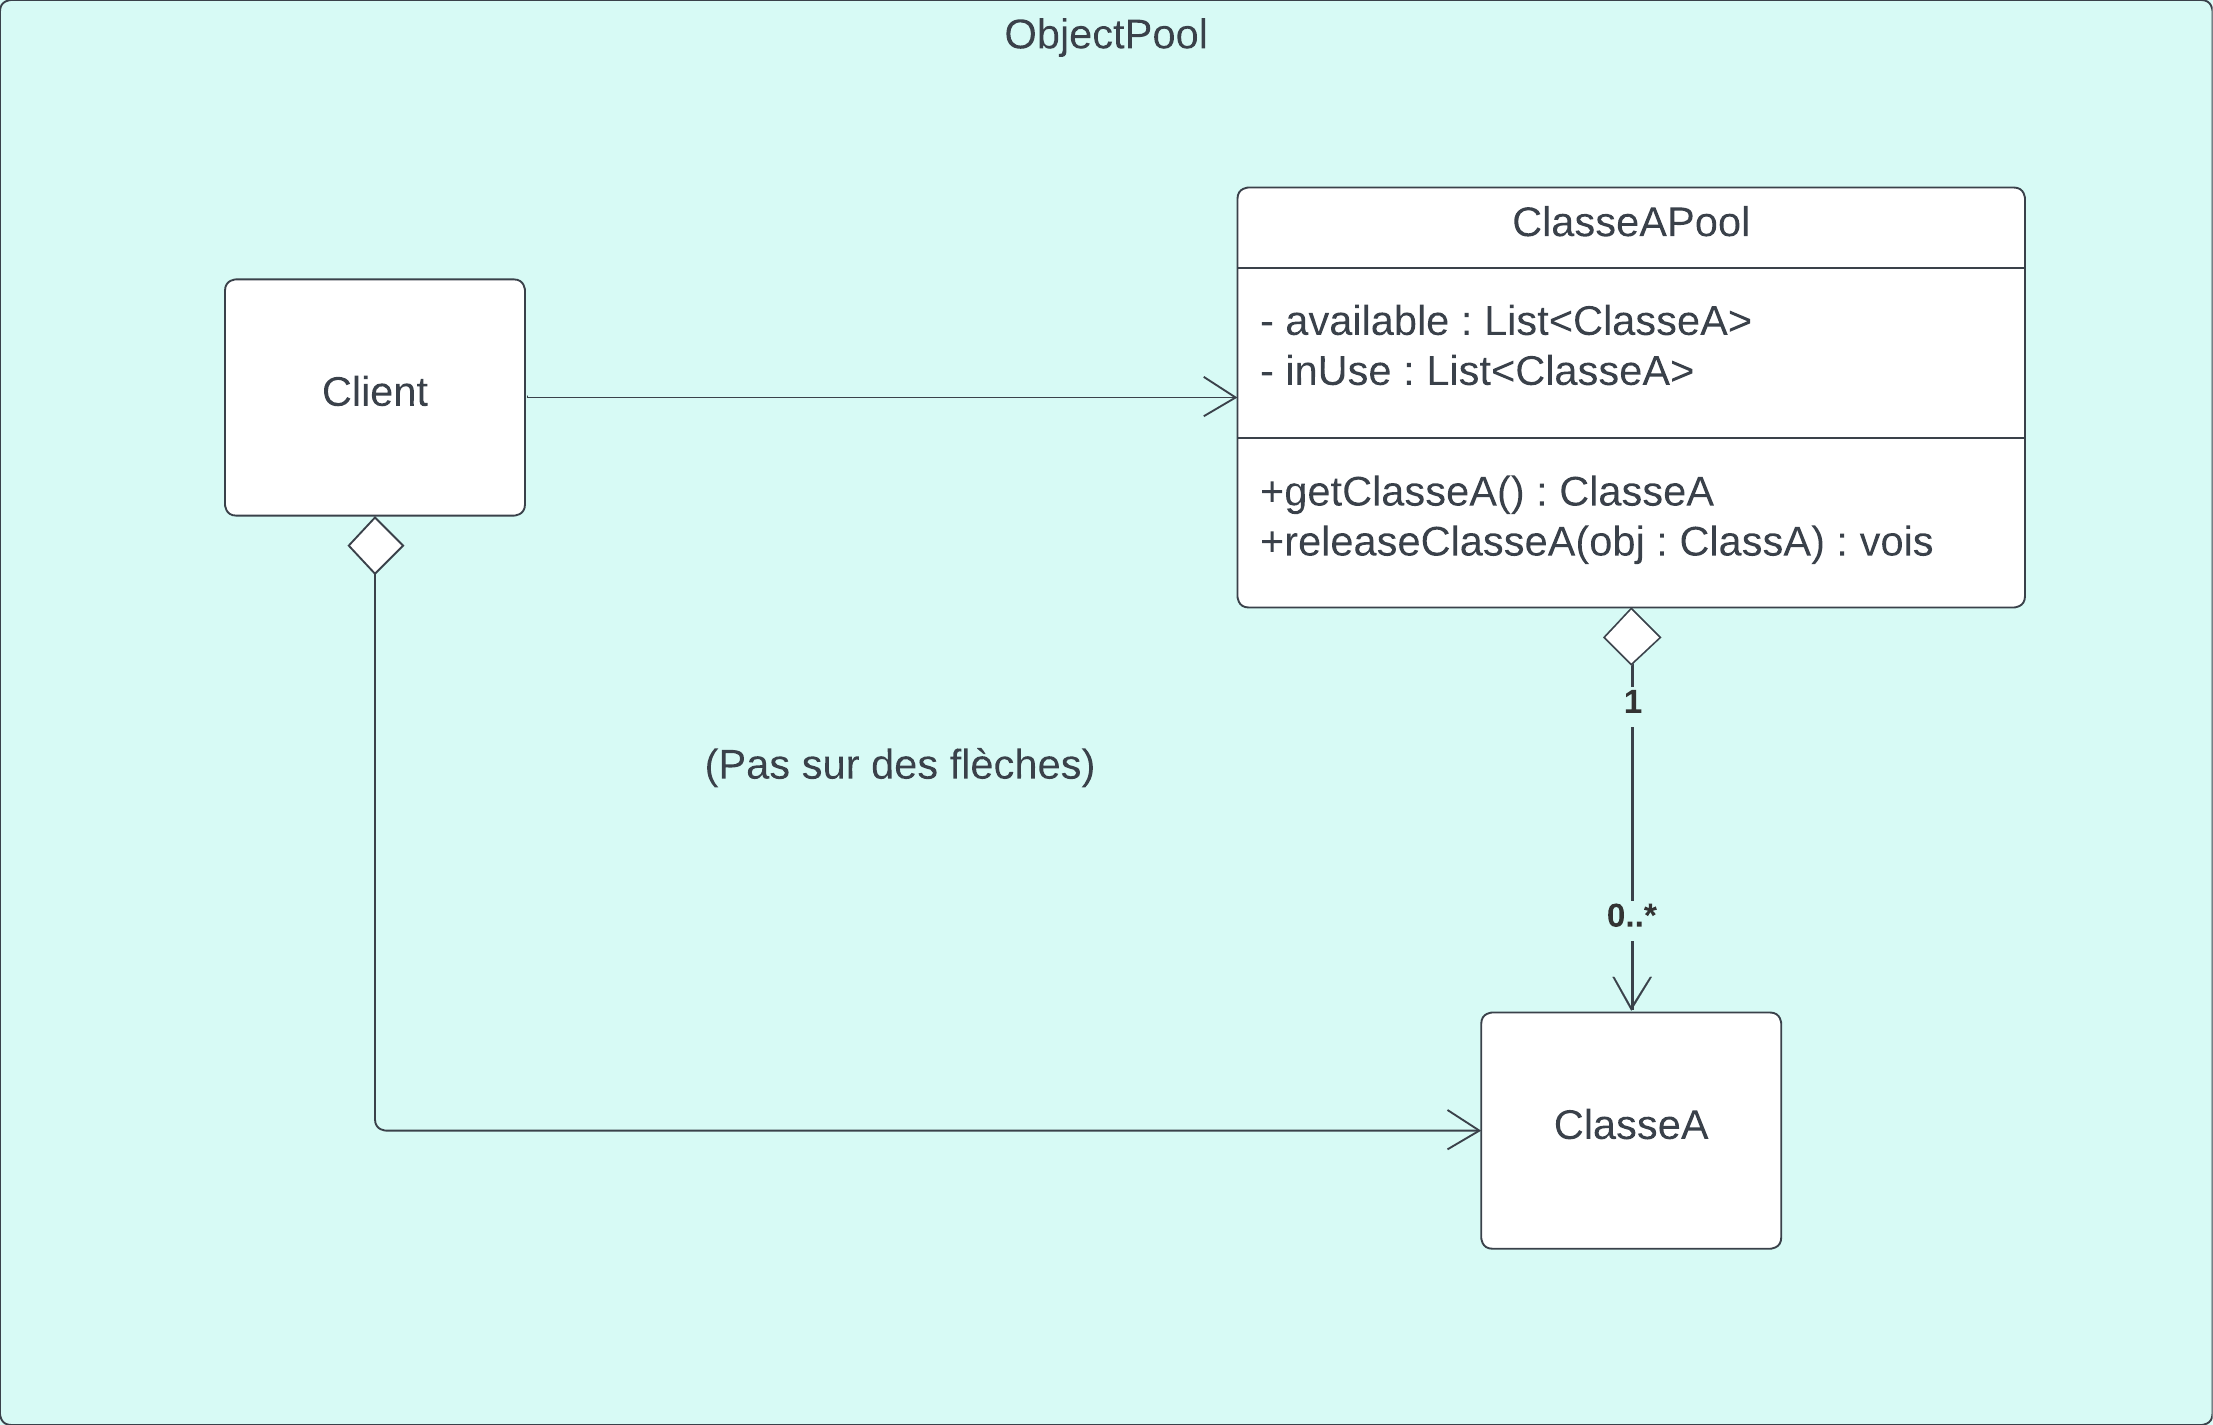 ObjectPool
ClasseAPool
- available : List<ClasseA>
- inUse : List<ClasseA>
Client
+getClasseA() : ClasseA
+releaseClasseA(obj : ClassA) : vois
1
(Pas sur des flèches)
0..*
ClasseA